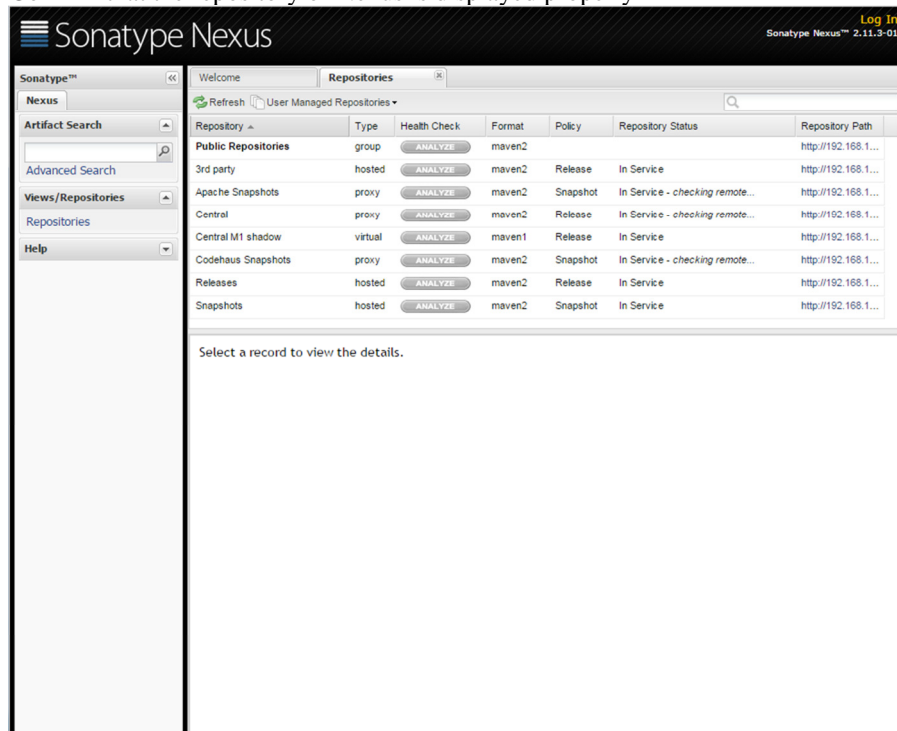 Sonatype Nexus
Log In
Sonatype Nexus™ 2.11.3-01
Sonatype™
Welcome
Repositories
Nexus
Refresh
User Managed Repositories
Artifact Search
Advanced Search
Views/Repositories
Repositories
Help
Repository Type Health Check Format Policy Repository Status Repository Path
Public Repositories group ANALYZE maven2 http://192.168.1...
3rd party hosted ANALYZE maven2 Release In Service http://192.168.1...
Apache Snapshots proxy ANALYZE maven2 Snapshot In Service - checking remote... http://192.168.1...
Central proxy ANALYZE maven2 Release In Service - checking remote... http://192.168.1...
Central M1 shadow virtual ANALYZE maven1 Release In Service http://192.168.1...
Codehaus Snapshots proxy ANALYZE maven2 Snapshot In Service - checking remote... http://192.168.1...
Releases hosted ANALYZE maven2 Release In Service http://192.168.1...
Snapshots hosted ANALYZE maven2 Snapshot In Service http://192.168.1...
Select a record to view the details.